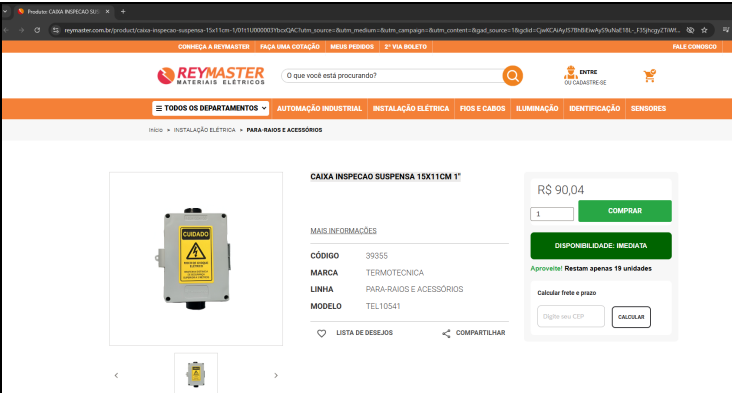 Produto: CAIXA INSPECAO SUS
reymaster.com.br/product/caixa-inspecao-suspensa-15x11cm-1/01t1U000003YbcxQAC?utm_source=&utm_medium=&utm_campaign=&utm_content=&gad_source=1&gclid=
CONHEÇA A REYMASTER FAÇA UMA COTAÇÃO MEUS PEDIDOS 2ª VIA BOLETO FALE CONOSCO
REYMASTER
MATERIAIS ELÉTRICOS
O que você está procurando?
ENTRE
OU CADASTRE-SE
TODOS OS DEPARTAMENTOS AUTOMAÇÃO INDUSTRIAL INSTALAÇÃO ELÉTRICA FIOS E CABOS ILUMINAÇÃO IDENTIFICAÇÃO SENSORES
Início > INSTALAÇÃO ELÉTRICA > PARA-RAIOS E ACESSÓRIOS
CAIXA INSPECAO SUSPENSA 15X11CM 1"
MAIS INFORMAÇÕES
CÓDIGO 39355
MARCA TERMOTECNICA
LINHA PARA-RAIOS E ACESSÓRIOS
MODELO TEL10541
LISTA DE DESEJOS COMPARTILHAR
CUIDADO
R$ 90,04
1 COMPRAR
DISPONIBILIDADE: IMEDIATA
Aproveite! Restam apenas 19 unidades
Calcular frete e prazo
Digite seu CEP CALCULAR